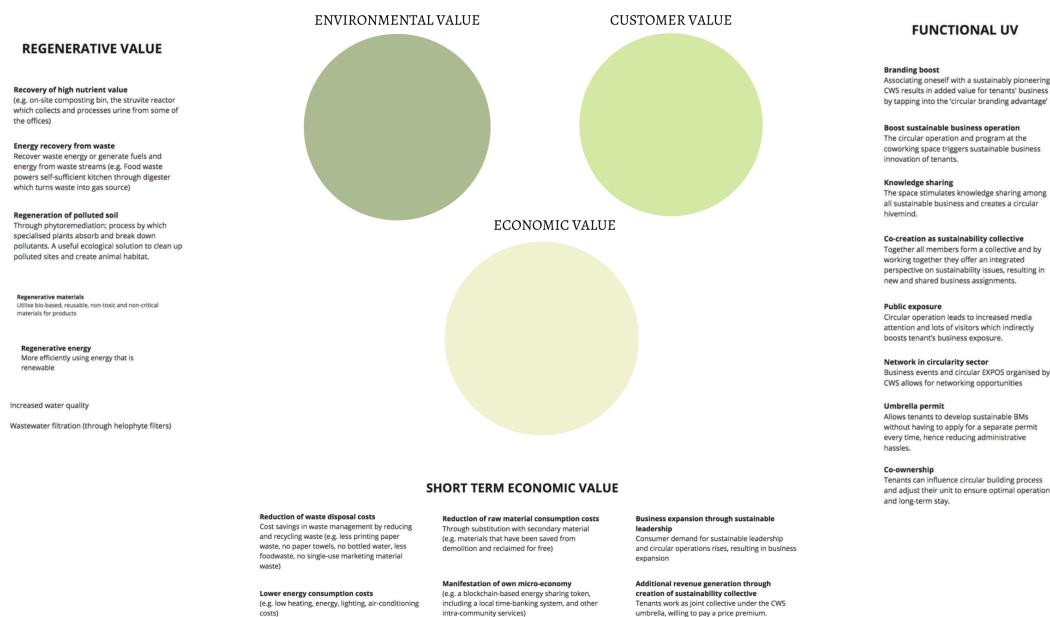 ENVIRONMENTAL VALUE
CUSTOMER VALUE
ECONOMIC VALUE
REGENERATIVE VALUE
Recovery of high nutrient value
(e.g. on-site composting bin, the struvite reactor
which collects and processes urine from some of
the offices)
Energy recovery from waste
Recover waste energy or generate fuels and
energy from waste streams (e.g. Food waste
powers self-sufficient kitchen through digester
which turns waste into gas source)
Regeneration of polluted soil
Through phytoremediation; process by which
specialised plants absorb and break down
pollutants. A useful ecological solution to clean up
polluted sites and create animal habitat.
Regenerative materials
Utilise bio-based, reusable, non-toxic and non-critical
materials for products
Regenerative energy
More efficiently using energy that is
renewable
Increased water quality
Wastewater filtration (through helophyte filters)
SHORT TERM ECONOMIC VALUE
Reduction of waste disposal costs
Cost savings in waste management by reducing
and recycling waste (e.g. less printing paper
waste, no paper towels, no bottled water, less
foodwaste, no single-use marketing material
waste)
Lower energy consumption costs
(e.g. low heating, energy, lighting, air-conditioning
costs)
Reduction of raw material consumption costs
Through substitution with secondary material
(e.g. materials that have been saved from
demolition and reclaimed for free)
Manifestation of own micro-economy
(e.g. a blockchain-based energy sharing token,
including a local time-banking system, and other
intra-community services)
Business expansion through sustainable
leadership
Consumer demand for sustainable leadership
and circular operations rises, resulting in business
expansion
Additional revenue generation through
creation of sustainability collective
Tenants work as joint collective under the CWS
umbrella, willing to pay a price premium.
FUNCTIONAL UV
Branding boost
Associating oneself with a sustainably pioneering
CWS results in added value for tenants' business
by tapping into the 'circular branding advantage'
Boost sustainable business operation
The circular operation and program at the
coworking space triggers sustainable business
innovation of tenants.
Knowledge sharing
The space stimulates knowledge sharing among
all sustainable business and creates a circular
hivemind.
Co-creation as sustainability collective
Together all members form a collective and by
working together they offer an integrated
perspective on sustainability issues, resulting in
new and shared business assignments.
Public exposure
Circular operation leads to increased media
attention and lots of visitors which indirectly
boosts tenant's business exposure.
Network in circularity sector
Business events and circular EXPOS organised by
CWS allows for networking opportunities
Umbrella permit
Allows tenants to develop sustainable BMs
without having to apply for a separate permit
every time, hence reducing administrative
hassles.
Co-ownership
Tenants can influence circular building process
and adjust their unit to ensure optimal operation
and long-term stay.